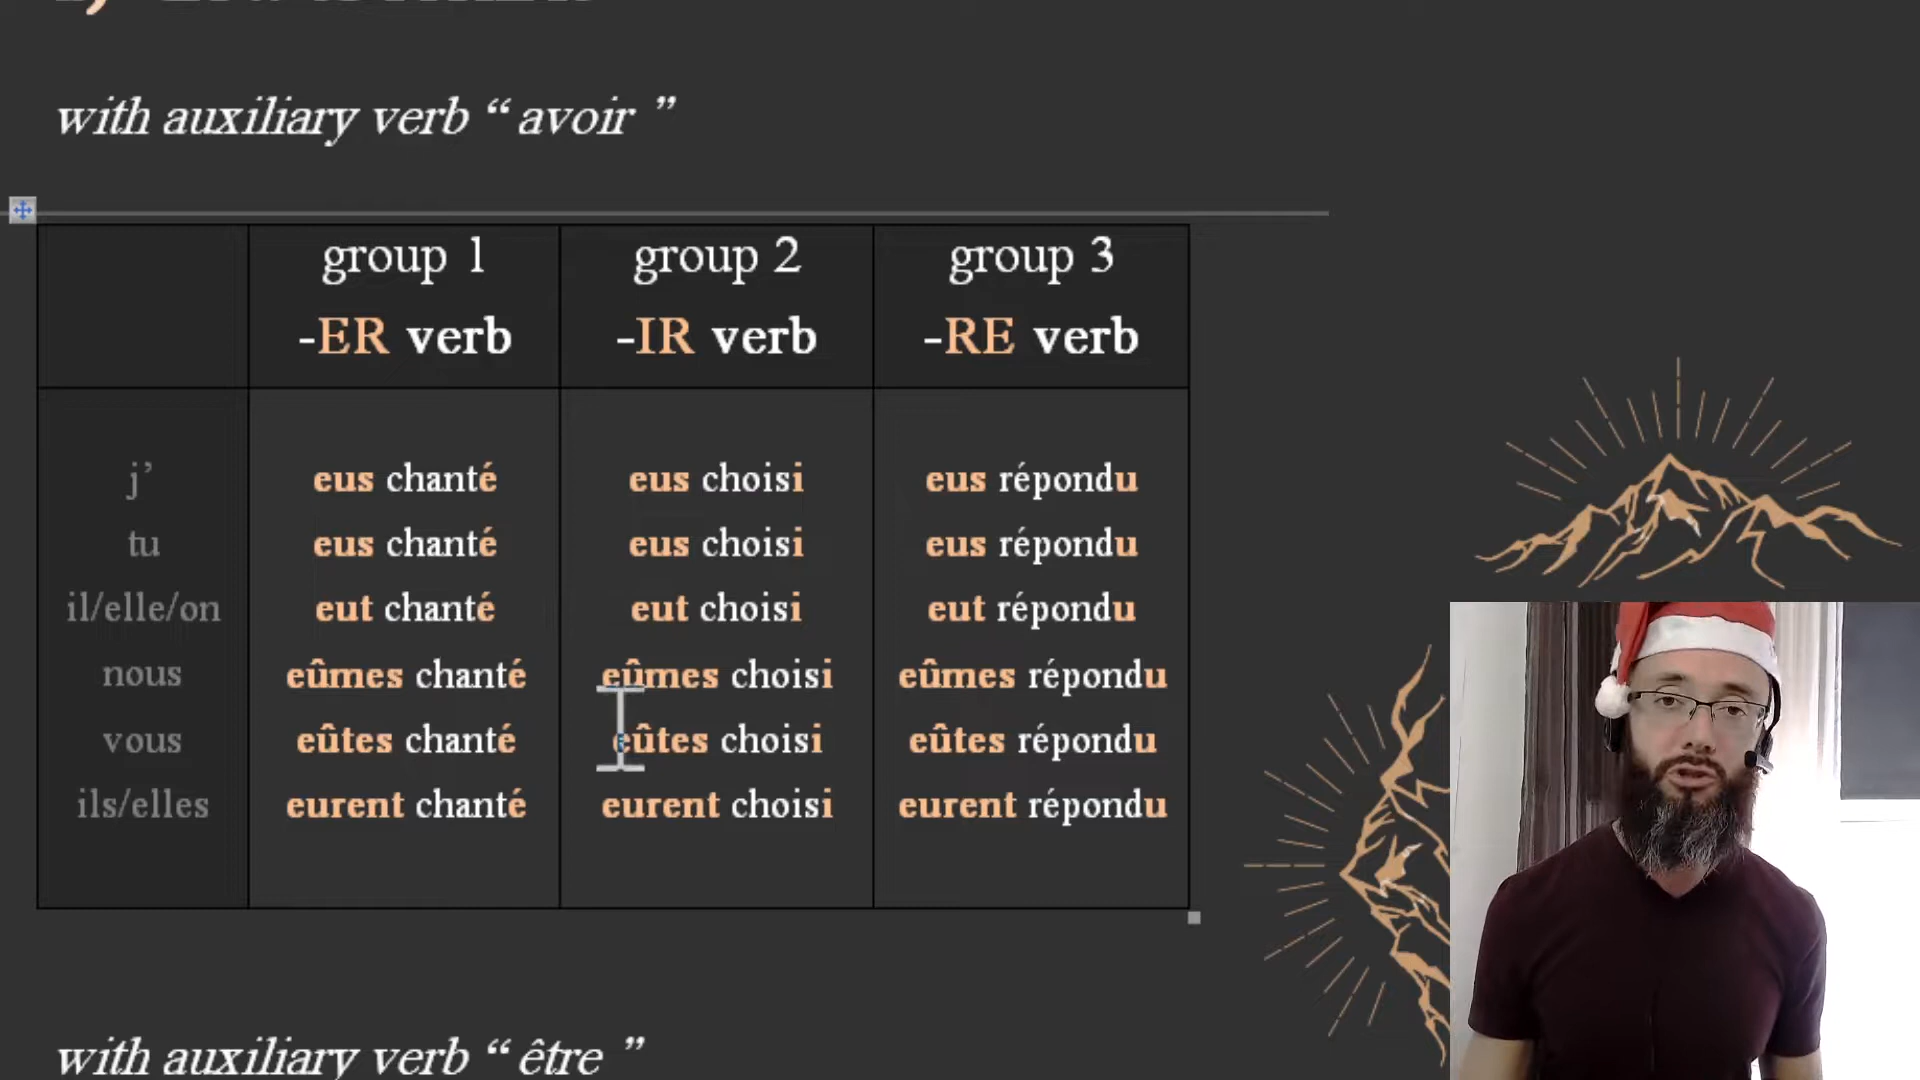 with auxiliary verb “ avoir ”
group 1 group 2 group 3
-ER verb -IR verb -RE verb
j’ eus chanté eus choisi eus répondu
tu eus chanté eus choisi eus répondu
il/elle/on eut chanté eut choisi eut répondu
nous eûmes chanté eûmes choisi eûmes répondu
vous eûtes chanté eûtes choisi eûtes répondu
ils/elles eurent chanté eurent choisi eurent répondu
with auxiliary verb “ être ”